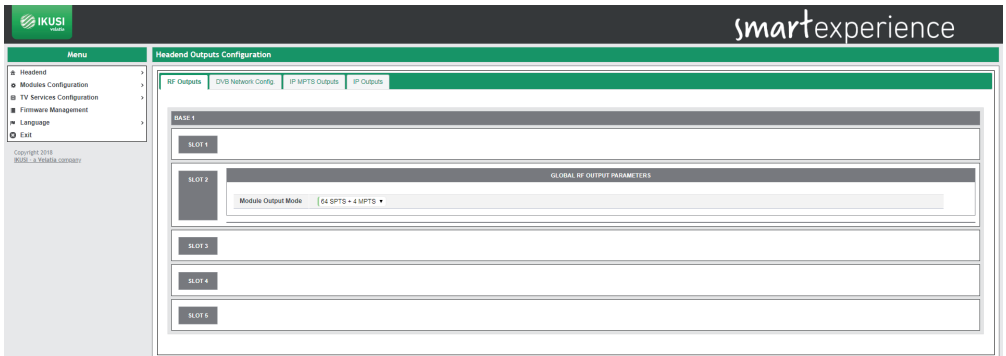 IKUSI
velatia
smartexperience
Menu
Headend
Modules Configuration
TV Services Configuration
Firmware Management
Language
Exit
Copyright 2018
IKUSI - a Velatia company
Headend Outputs Configuration
RF Outputs DVB Network Config. IP MPTS Outputs IP Outputs
BASE 1
SLOT 1
SLOT 2
GLOBAL RF OUTPUT PARAMETERS
Module Output Mode 64 SPTS + 4 MPTS
SLOT 3
SLOT 4
SLOT 5